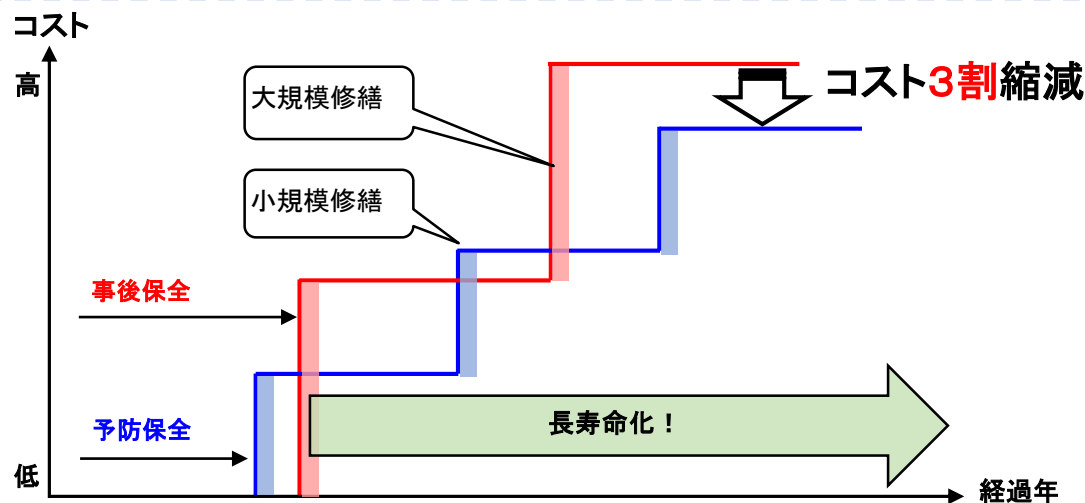 コスト
高
大規模修繕
コスト３割縮減
小規模修繕
事後保全
長寿命化！
予防保全
低
経過年